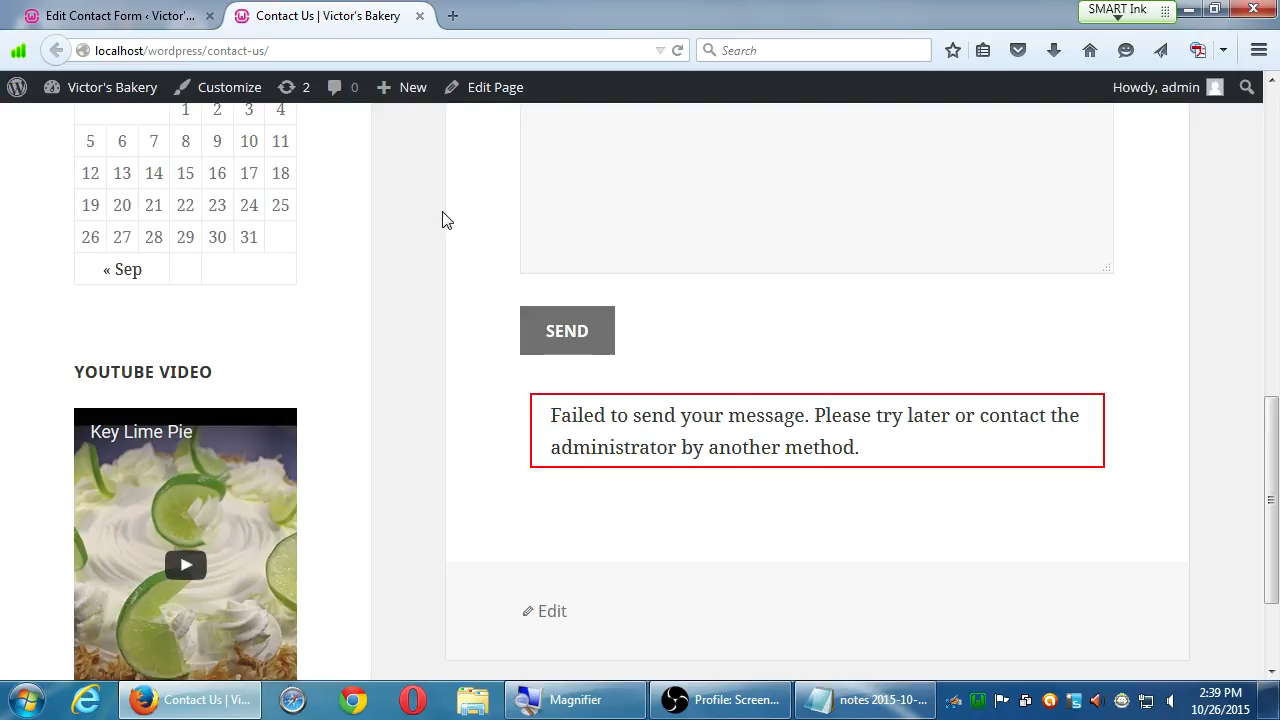 Edit Contact Form ‹ Victor'...
Contact Us | Victor's Bakery
SMART Ink
localhost/wordpress/contact-us/
Search
Victor's Bakery
Customize
2
0
New
Edit Page
Howdy, admin
1 2 3 4
5 6 7 8 9 10 11
12 13 14 15 16 17 18
19 20 21 22 23 24 25
26 27 28 29 30 31
« Sep
SEND
Failed to send your message. Please try later or contact the
administrator by another method.
YOUTUBE VIDEO
Key Lime Pie
Edit
Contact Us | Vi...
Magnifier
Profile: Screen...
notes 2015-10-...
2:39 PM
10/26/2015